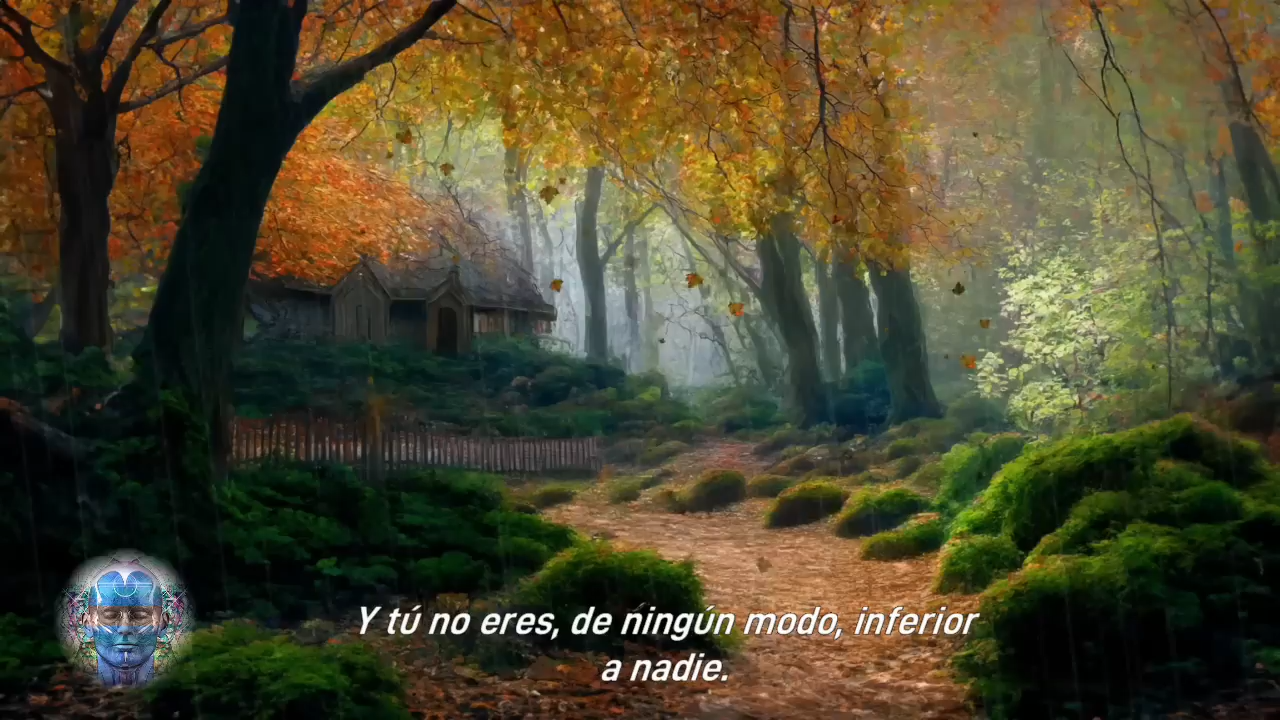 Y tú no eres, de ningún modo, inferior
a nadie.